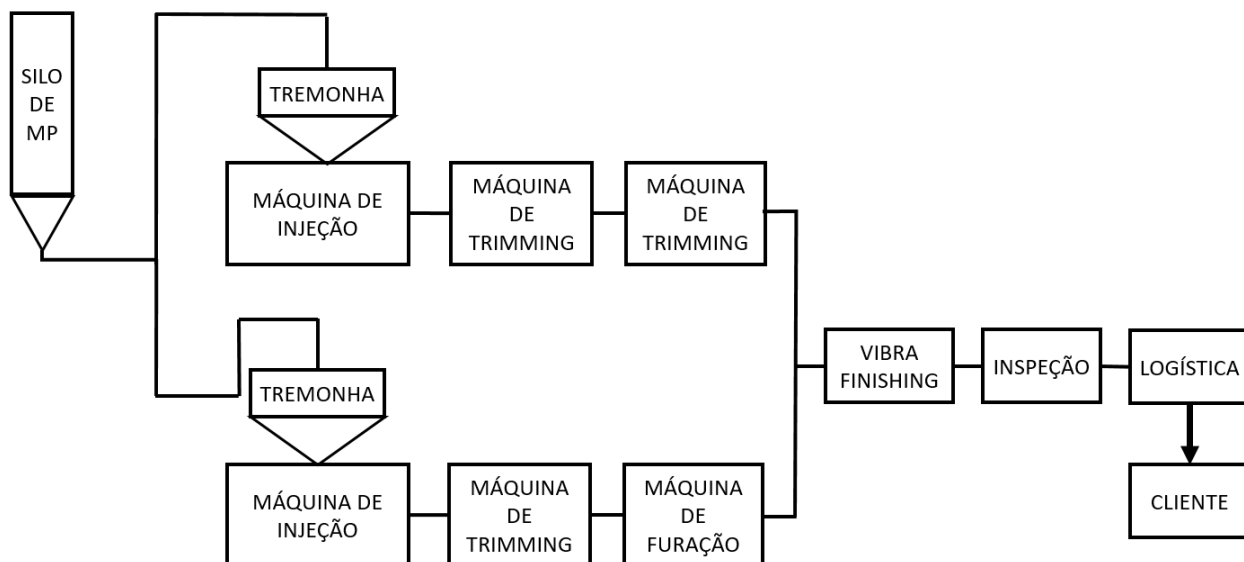 SILO
DE
MP
TREMONHA
MÁQUINA DE
INJEÇÃO
MÁQUINA
DE
TRIMMING
MÁQUINA
DE
TRIMMING
TREMONHA
MÁQUINA DE
INJEÇÃO
MÁQUINA
DE
TRIMMING
MÁQUINA
DE
FURAÇÃO
VIBRA
FINISHING
INSPEÇÃO
LOGÍSTICA
CLIENTE